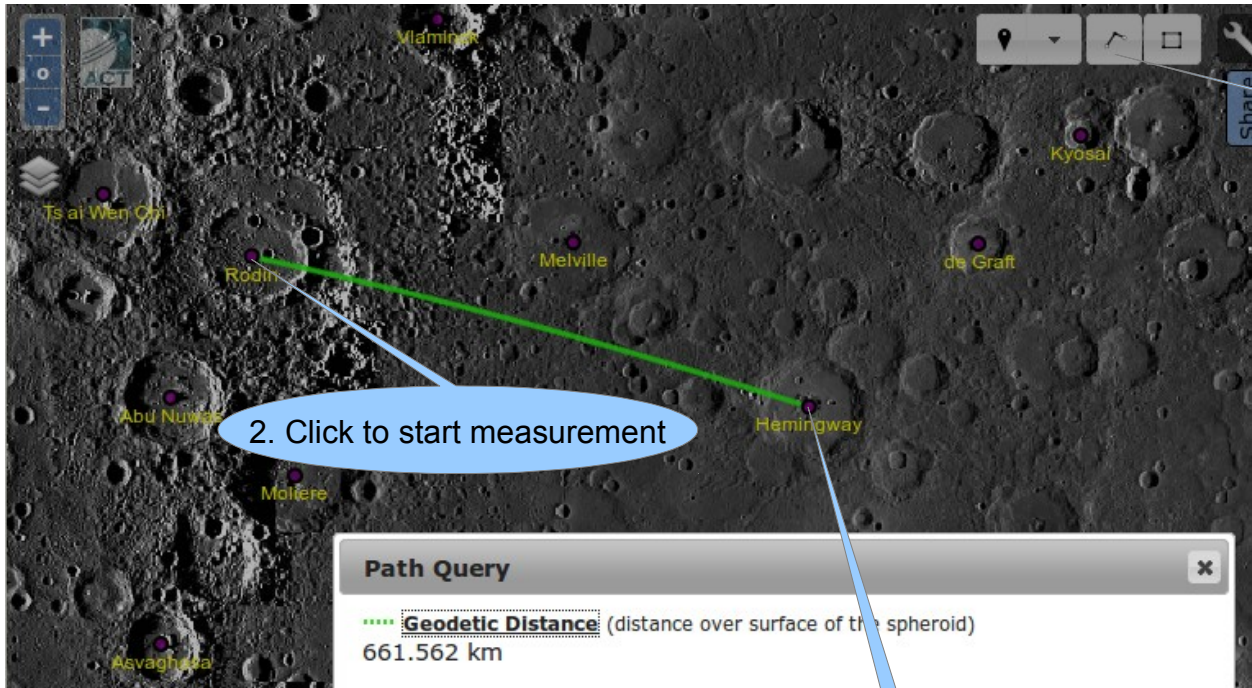 +
Vlaminck
o
ACT
-
Share
Kyosai
Ts ai Wen Chi
Rodin
Melville
de Graft
Abu Nuwas
2. Click to start measurement
Hemingway
Moliere
Path Query
Geodetic Distance (distance over surface of the spheroid)
661.562 km
Asvaghosa